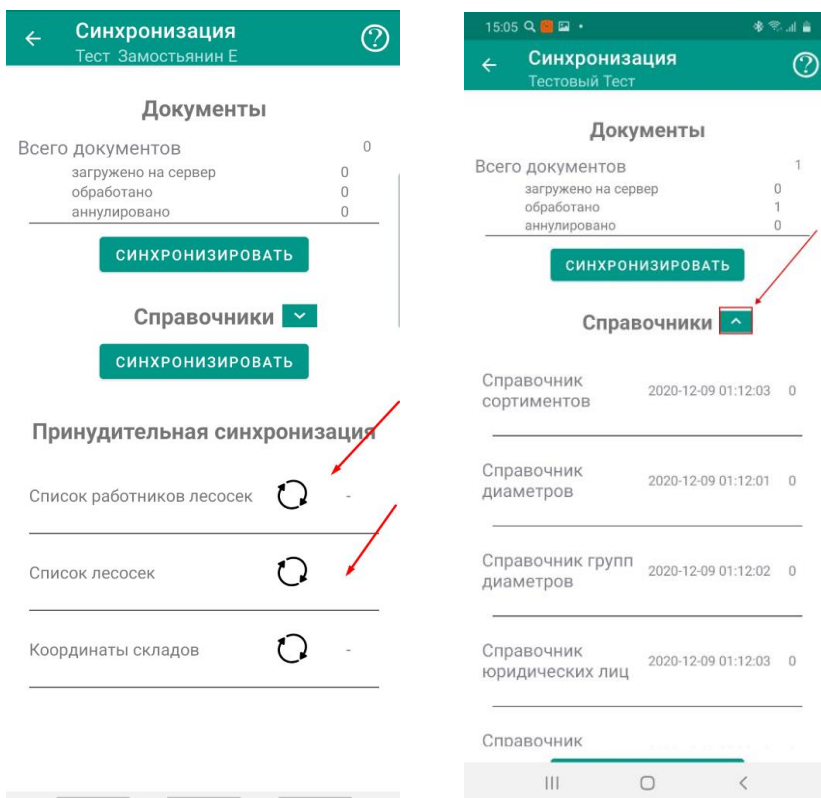 Синхронизация
Тест Замостьянин Е
Документы
Всего документов 0
загружено на сервер 0
обработано 0
аннулировано 0
СИНХРОНИЗИРОВАТЬ
Справочники
СИНХРОНИЗИРОВАТЬ
Принудительная синхронизация
Список работников лесосек -
Список лесосек
Координаты складов -
15:05
Синхронизация
Тестовый Тест
Документы
Всего документов 1
загружено на сервер 0
обработано 1
аннулировано 0
СИНХРОНИЗИРОВАТЬ
Справочники
Справочник
сортиментов 2020-12-09 01:12:03 0
Справочник
диаметров 2020-12-09 01:12:01 0
Справочник групп
диаметров 2020-12-09 01:12:02 0
Справочник
юридических лиц 2020-12-09 01:12:03 0
Справочник